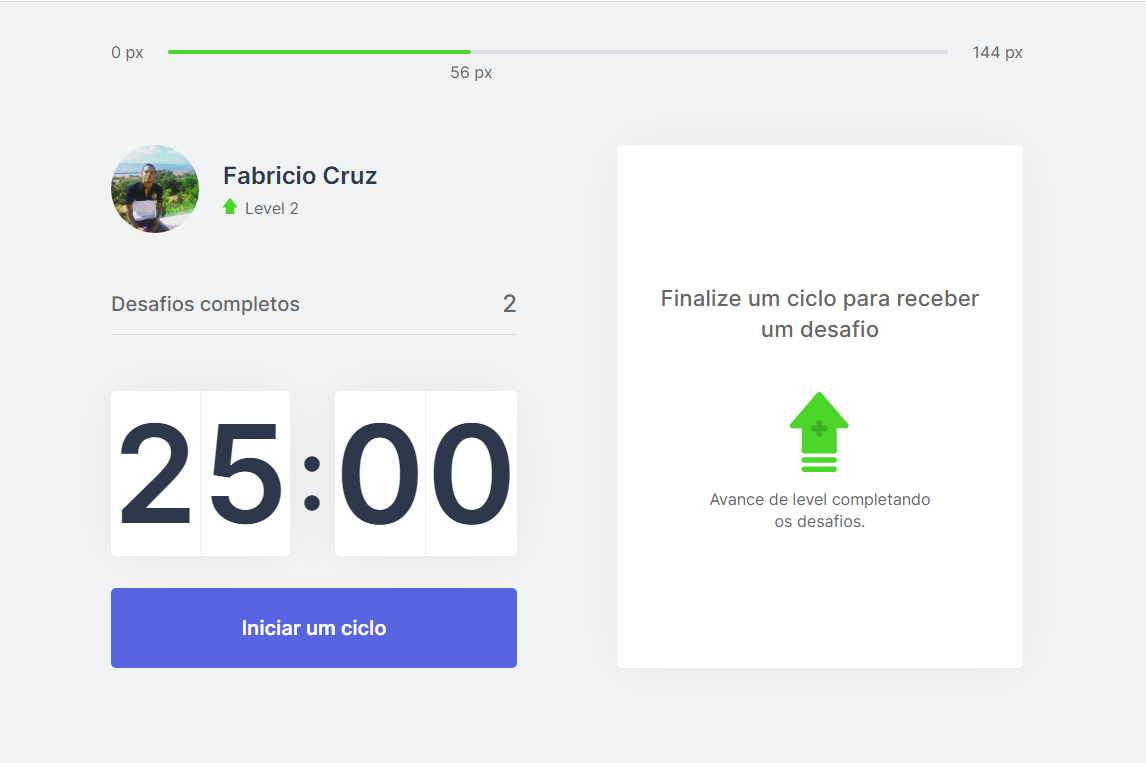 0 px
144 px
56 px
Fabricio Cruz
Level 2
Desafios completos
2
25:00
Iniciar um ciclo
Finalize um ciclo para receber
um desafio
Avance de level completando
os desafios.